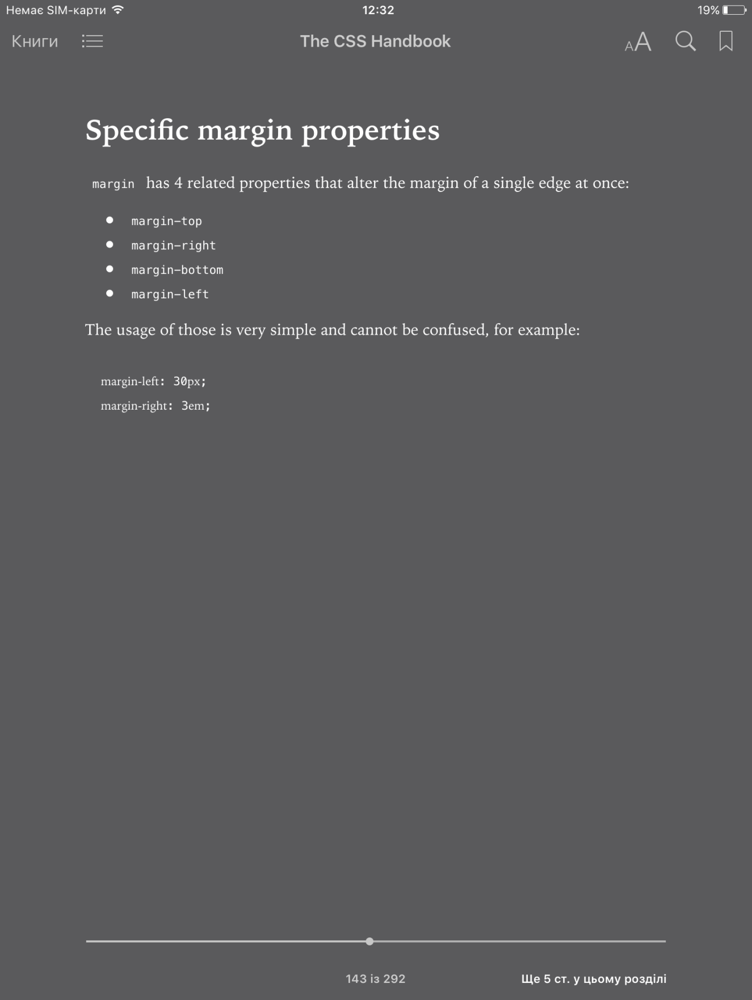 Немає SIM-карти 12:32 19%
Книги The CSS Handbook AA
Specific margin properties
margin has 4 related properties that alter the margin of a single edge at once:
● margin-top
● margin-right
● margin-bottom
● margin-left
The usage of those is very simple and cannot be confused, for example:
margin-left: 30px;
margin-right: 3em;
143 із 292 Ще 5 ст. у цьому розділі